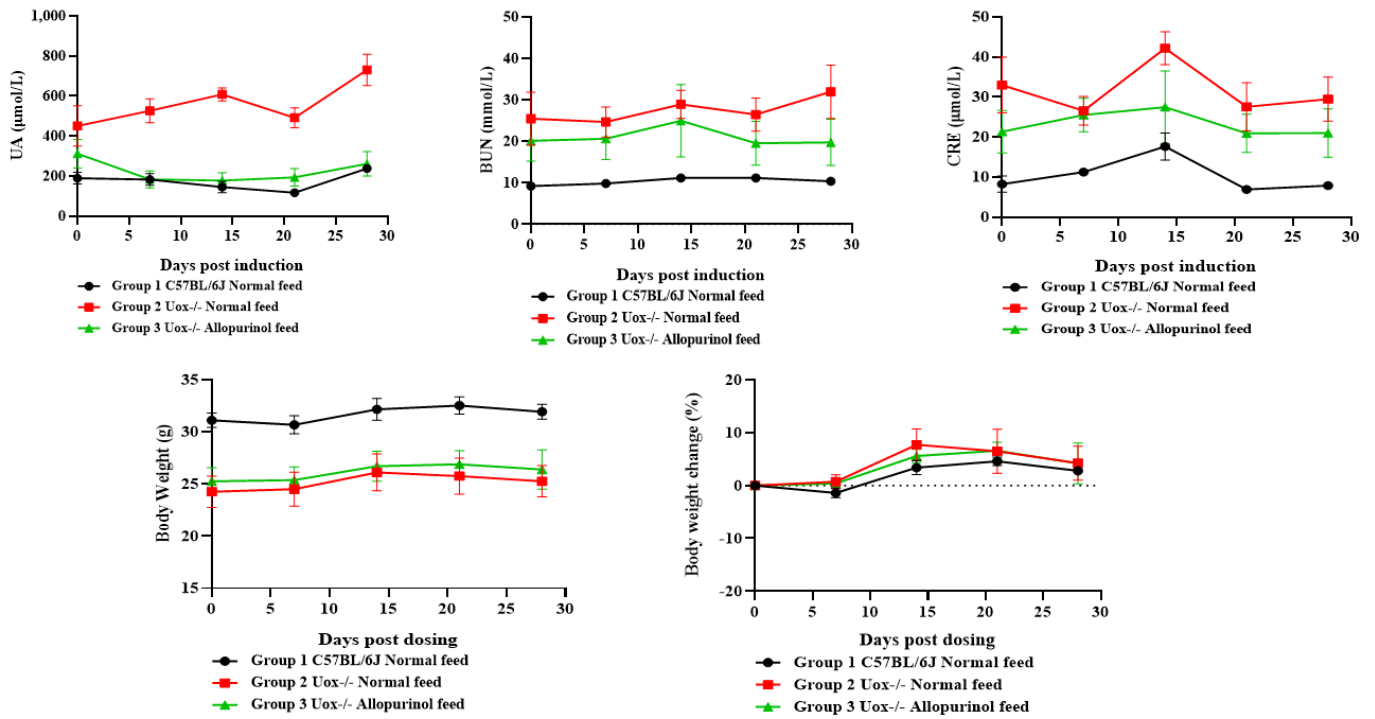 UA (µmol/L)
1,000
800
600
400
200
0
0 5 10 15 20 25 30
Days post induction
Group 1 C57BL/6J Normal feed
Group 2 Uox-/- Normal feed
Group 3 Uox-/- Allopurinol feed
BUN (mmol/L)
50
40
30
20
10
0
0 5 10 15 20 25 30
Days post induction
Group 1 C57BL/6J Normal feed
Group 2 Uox-/- Normal feed
Group 3 Uox-/- Allopurinol feed
CRE (µmol/L)
50
40
30
20
10
0
0 5 10 15 20 25 30
Days post induction
Group 1 C57BL/6J Normal feed
Group 2 Uox-/- Normal feed
Group 3 Uox-/- Allopurinol feed
Body Weight (g)
35
30
25
20
15
0 5 10 15 20 25 30
Days post dosing
Group 1 C57BL/6J Normal feed
Group 2 Uox-/- Normal feed
Group 3 Uox-/- Allopurinol feed
Body weight change (%)
20
10
0
-10
-20
0 5 10 15 20 25 30
Days post dosing
Group 1 C57BL/6J Normal feed
Group 2 Uox-/- Normal feed
Group 3 Uox-/- Allopurinol feed